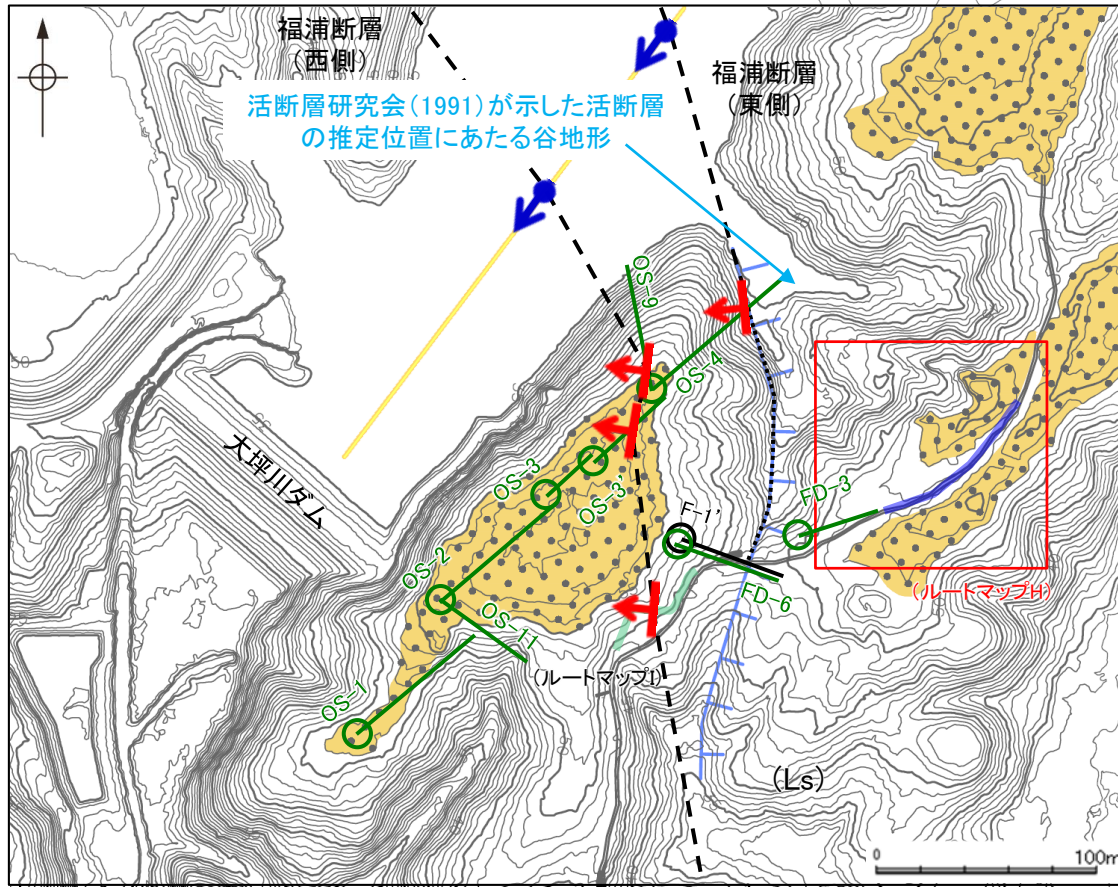 福浦断層
(西側)
福浦断層
(東側)
活断層研究会(1991)が示した活断層
の推定位置にあたる谷地形
OS-9
OS-4
大坪川ダム
OS-3
OS-3'
FD-3
F-1'
OS-2
FD-6
(ルートマップH)
OS-11
(ルートマップI)
OS-1
(Ls)
0
100m